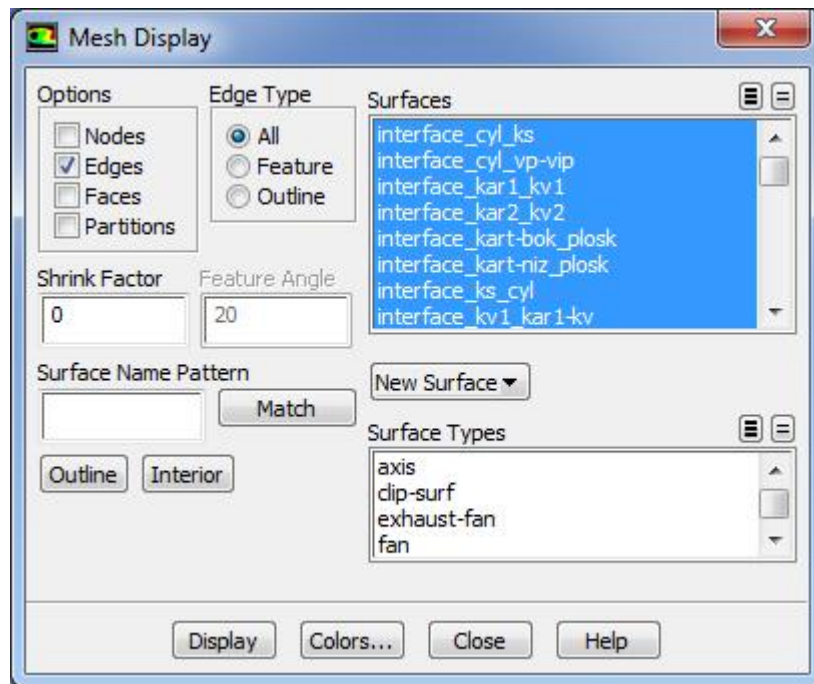 Mesh Display
Options
Edge Type
Surfaces
Nodes
Edges
Faces
Partitions
All
Feature
Outline
interface_cyl_ks
interface_cyl_vp-vip
interface_kar1_kv1
interface_kar2_kv2
interface_kart-bok_plosk
interface_kart-niz_plosk
interface_ks_cyl
interface_kv1_kar1-kv
Shrink Factor
Feature Angle
0
20
Surface Name Pattern
Match
New Surface
Outline
Interior
Surface Types
axis
clip-surf
exhaust-fan
fan
Display
Colors...
Close
Help